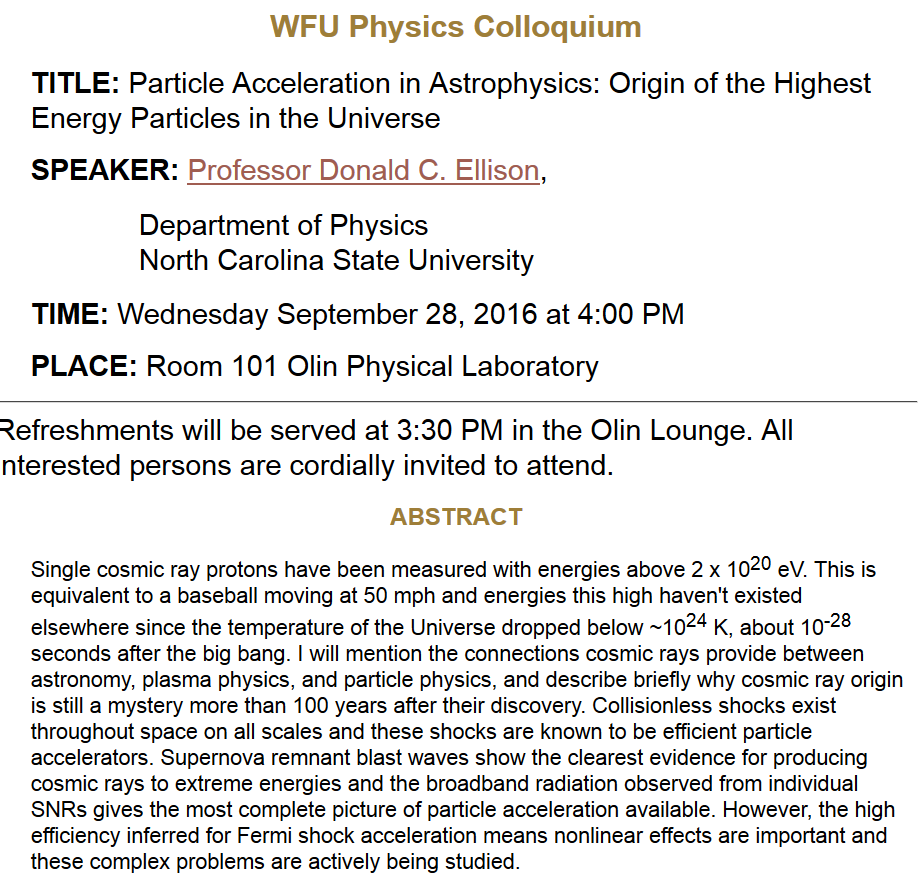 WFU Physics Colloquium
TITLE: Particle Acceleration in Astrophysics: Origin of the Highest
Energy Particles in the Universe
SPEAKER: Professor Donald C. Ellison,
Department of Physics
North Carolina State University
TIME: Wednesday September 28, 2016 at 4:00 PM
PLACE: Room 101 Olin Physical Laboratory
Refreshments will be served at 3:30 PM in the Olin Lounge. All
nterested persons are cordially invited to attend.
ABSTRACT
Single cosmic ray protons have been measured with energies above 2 x 10²⁰ eV. This is
equivalent to a baseball moving at 50 mph and energies this high haven't existed
elsewhere since the temperature of the Universe dropped below ~10²⁴ K, about 10⁻²⁸
seconds after the big bang. I will mention the connections cosmic rays provide between
astronomy, plasma physics, and particle physics, and describe briefly why cosmic ray origin
is still a mystery more than 100 years after their discovery. Collisionless shocks exist
throughout space on all scales and these shocks are known to be efficient particle
accelerators. Supernova remnant blast waves show the clearest evidence for producing
cosmic rays to extreme energies and the broadband radiation observed from individual
SNRs gives the most complete picture of particle acceleration available. However, the high
efficiency inferred for Fermi shock acceleration means nonlinear effects are important and
these complex problems are actively being studied.